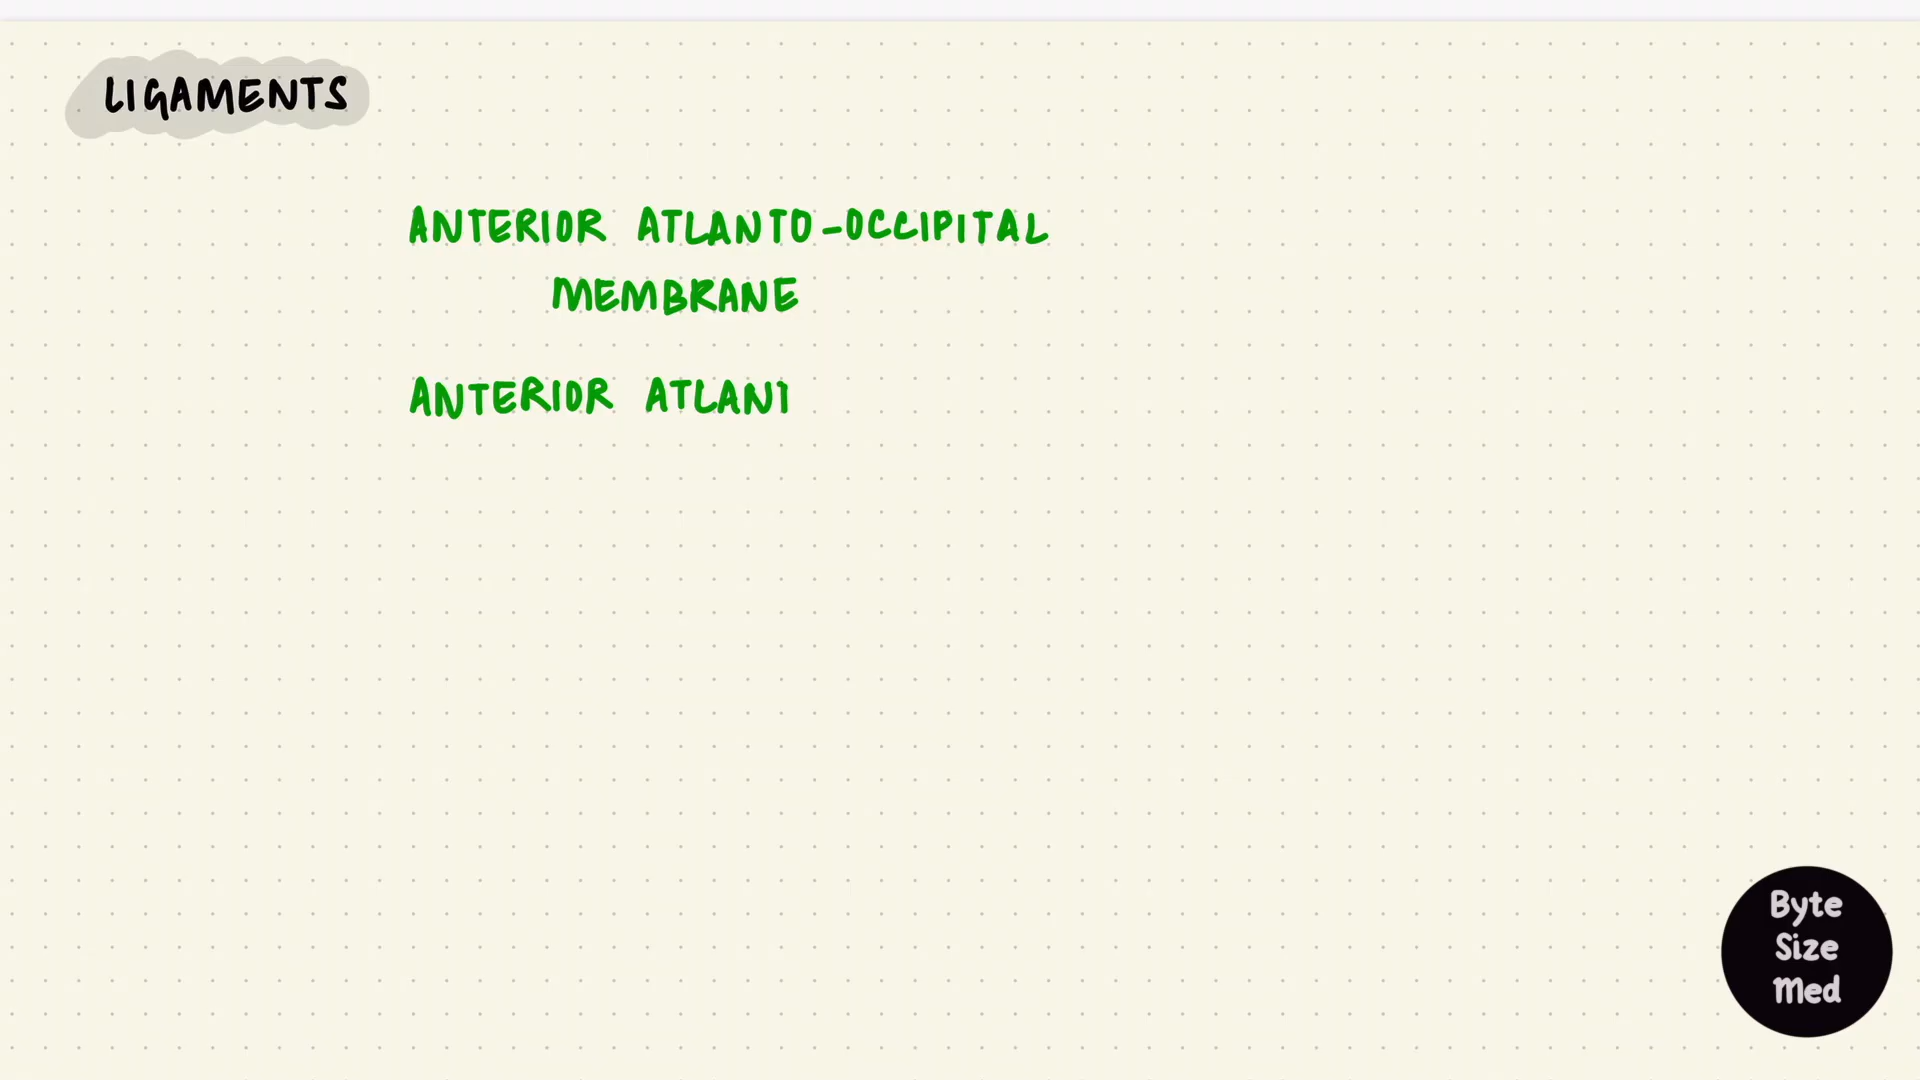 LIGAMENTS
ANTERIOR ATLANTO-OCCIPITAL
MEMBRANE
ANTERIOR ATLANT
Byte
Size
Med